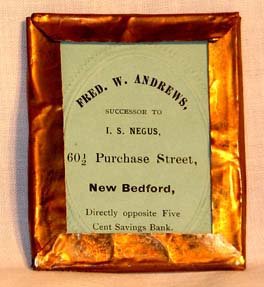 FRED. W. ANDREWS,
SUCCESSOR TO
I. S. NEGUS,
60½ Purchase Street,
New Bedford,
Directly opposite Five
Cent Savings Bank.